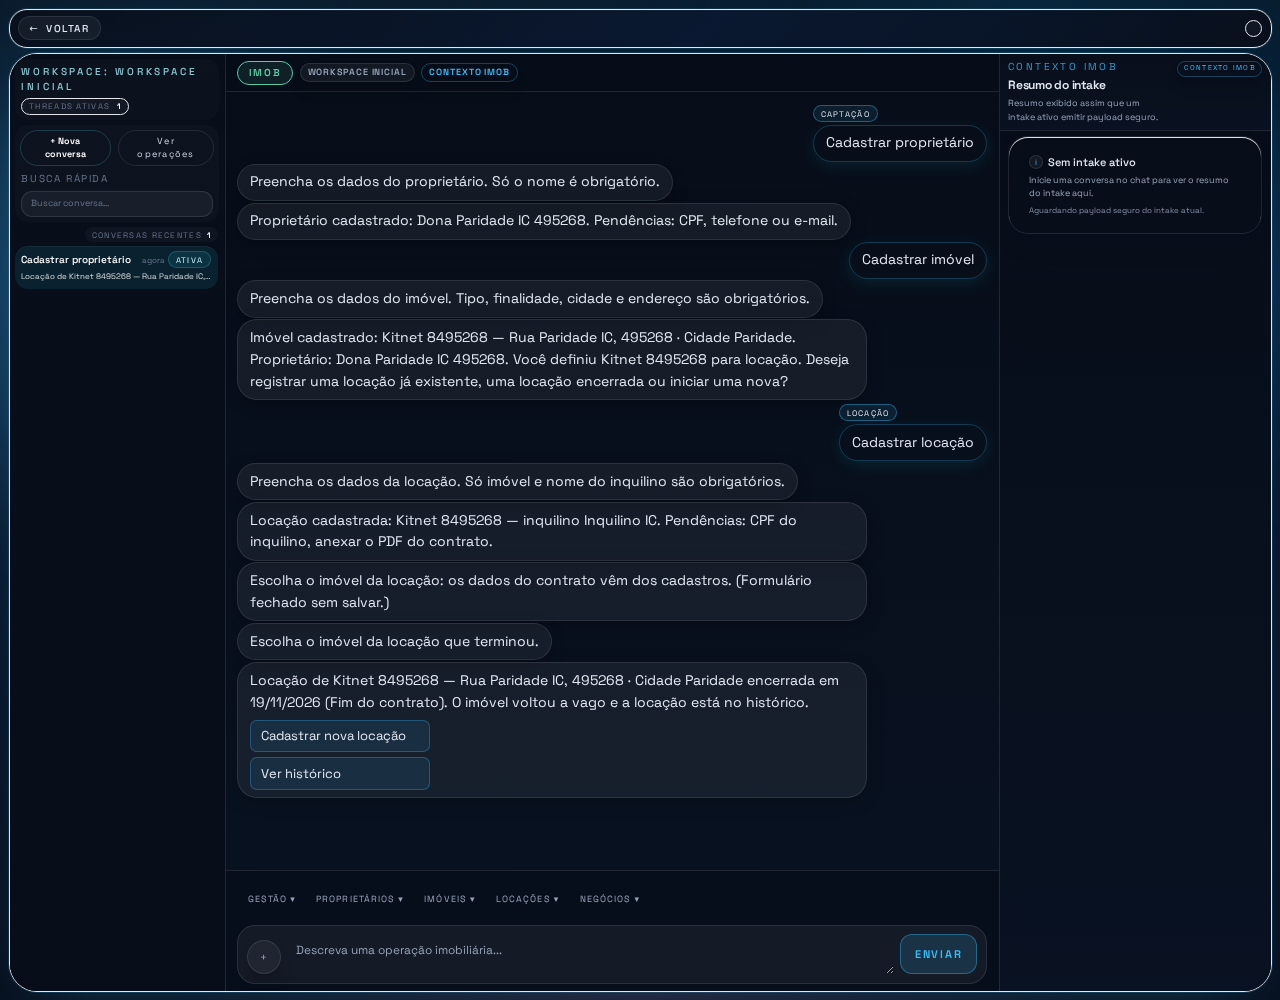 ← VOLTAR
WORKSPACE: WORKSPACE
INICIAL
THREADS ATIVAS 1
+ Nova
conversa
Ver
operações
BUSCA RÁPIDA
Buscar conversa...
CONVERSAS RECENTES 1
Cadastrar proprietário agora ATIVA
Locação de Kitnet 8495268 — Rua Paridade IC,...
IMOB WORKSPACE INICIAL CONTEXTO IMOB
CAPTAÇÃO
Cadastrar proprietário
Preencha os dados do proprietário. Só o nome é obrigatório.
Proprietário cadastrado: Dona Paridade IC 495268. Pendências: CPF, telefone ou e-mail.
Cadastrar imóvel
Preencha os dados do imóvel. Tipo, finalidade, cidade e endereço são obrigatórios.
Imóvel cadastrado: Kitnet 8495268 — Rua Paridade IC, 495268 · Cidade Paridade.
Proprietário: Dona Paridade IC 495268. Você definiu Kitnet 8495268 para locação. Deseja
registrar uma locação já existente, uma locação encerrada ou iniciar uma nova?
LOCAÇÃO
Cadastrar locação
Preencha os dados da locação. Só imóvel e nome do inquilino são obrigatórios.
Locação cadastrada: Kitnet 8495268 — inquilino Inquilino IC. Pendências: CPF do
inquilino, anexar o PDF do contrato.
Escolha o imóvel da locação: os dados do contrato vêm dos cadastros. (Formulário
fechado sem salvar.)
Escolha o imóvel da locação que terminou.
Locação de Kitnet 8495268 — Rua Paridade IC, 495268 · Cidade Paridade encerrada em
19/11/2026 (Fim do contrato). O imóvel voltou a vago e a locação está no histórico.
Cadastrar nova locação
Ver histórico
GESTÃO ▾ PROPRIETÁRIOS ▾ IMÓVEIS ▾ LOCAÇÕES ▾ NEGÓCIOS ▾
+
Descreva uma operação imobiliária...
ENVIAR
CONTEXTO IMOB CONTEXTO IMOB
Resumo do intake
Resumo exibido assim que um
intake ativo emitir payload seguro.
i Sem intake ativo
Inicie uma conversa no chat para ver o resumo
do intake aqui.
Aguardando payload seguro do intake atual.